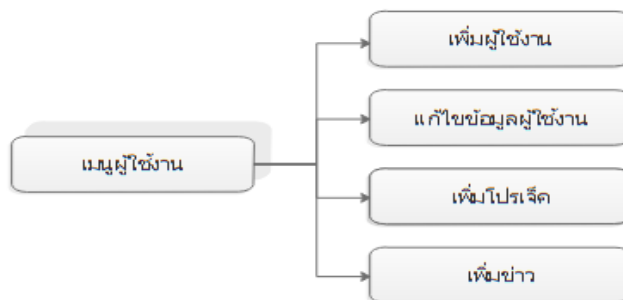 เพิ่มผู้ใช้งาน
แก้ไขข้อมูลผู้ใช้งาน
เมนูผู้ใช้งาน
เพิ่มโปรเจ็ค
เพิ่มข่าว